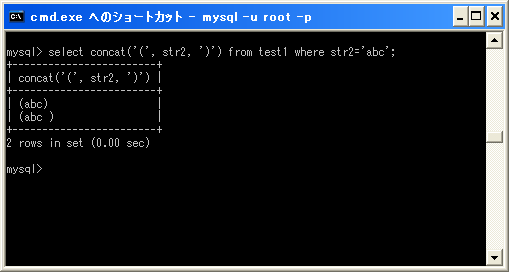 cmd.exe へのショートカット - mysql -u root -p
mysql> select concat('(', str2, ')') from test1 where str2='abc';
+------------------------+
| concat('(', str2, ')') |
+------------------------+
| (abc)                  |
| (abc )                 |
+------------------------+
2 rows in set (0.00 sec)
mysql>